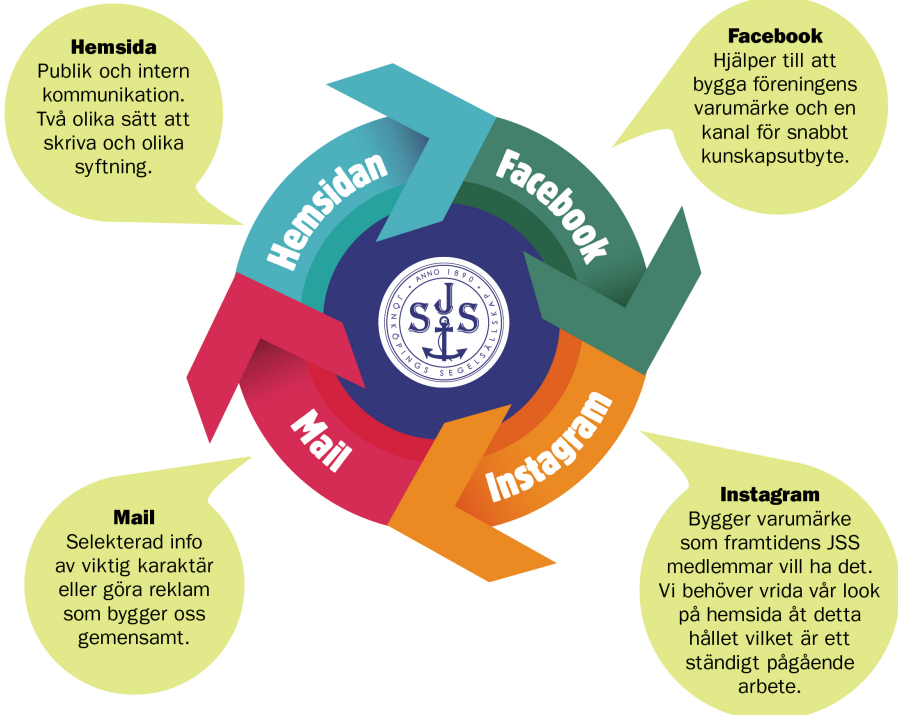 Hemsida
Publik och intern
kommunikation.
Två olika sätt att
skriva och olika
syftning.
Facebook
Hjälper till att
bygga föreningens
varumärke och en
kanal för snabbt
kunskapsutbyte.
Hemsidan
Facebook
ANNO 1890
SJS
JÖNKÖPINGS SEGELSÄLLSKAP
Mail
Instagram
Mail
Selekterad info
av viktig karaktär
eller göra reklam
som bygger oss
gemensamt.
Instagram
Bygger varumärke
som framtidens JSS
medlemmar vill ha det.
Vi behöver vrida vår look
på hemsida åt detta
hållet vilket är ett
ständigt pågående
arbete.